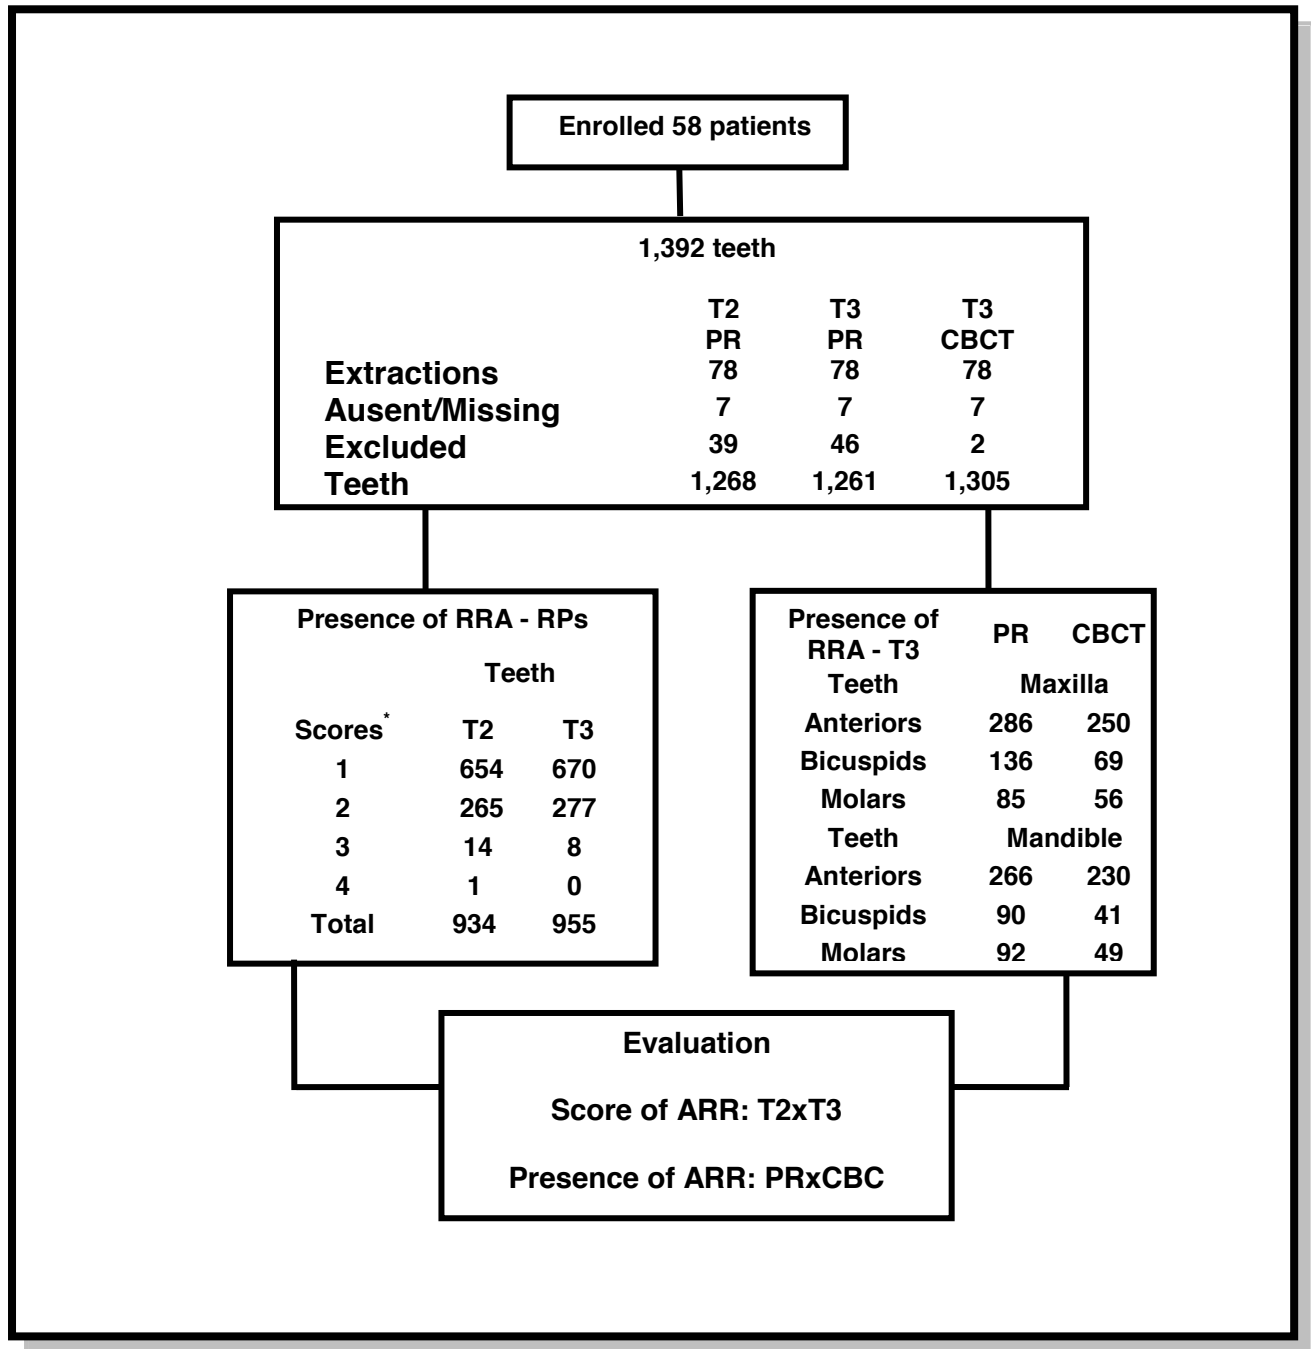 Enrolled 58 patients
1,392 teeth
T2 T3 T3
PR PR CBCT
Extractions 78 78 78
Ausent/Missing 7 7 7
Excluded 39 46 2
Teeth 1,268 1,261 1,305
Presence of RRA - RPs
Teeth
Scores* T2 T3
1 654 670
2 265 277
3 14 8
4 1 0
Total 934 955
Presence of RRA - T3 PR CBCT
Teeth Maxilla
Anteriors 286 250
Bicuspids 136 69
Molars 85 56
Teeth Mandible
Anteriors 266 230
Bicuspids 90 41
Molars 92 49
Evaluation
Score of ARR: T2xT3
Presence of ARR: PRxCBC